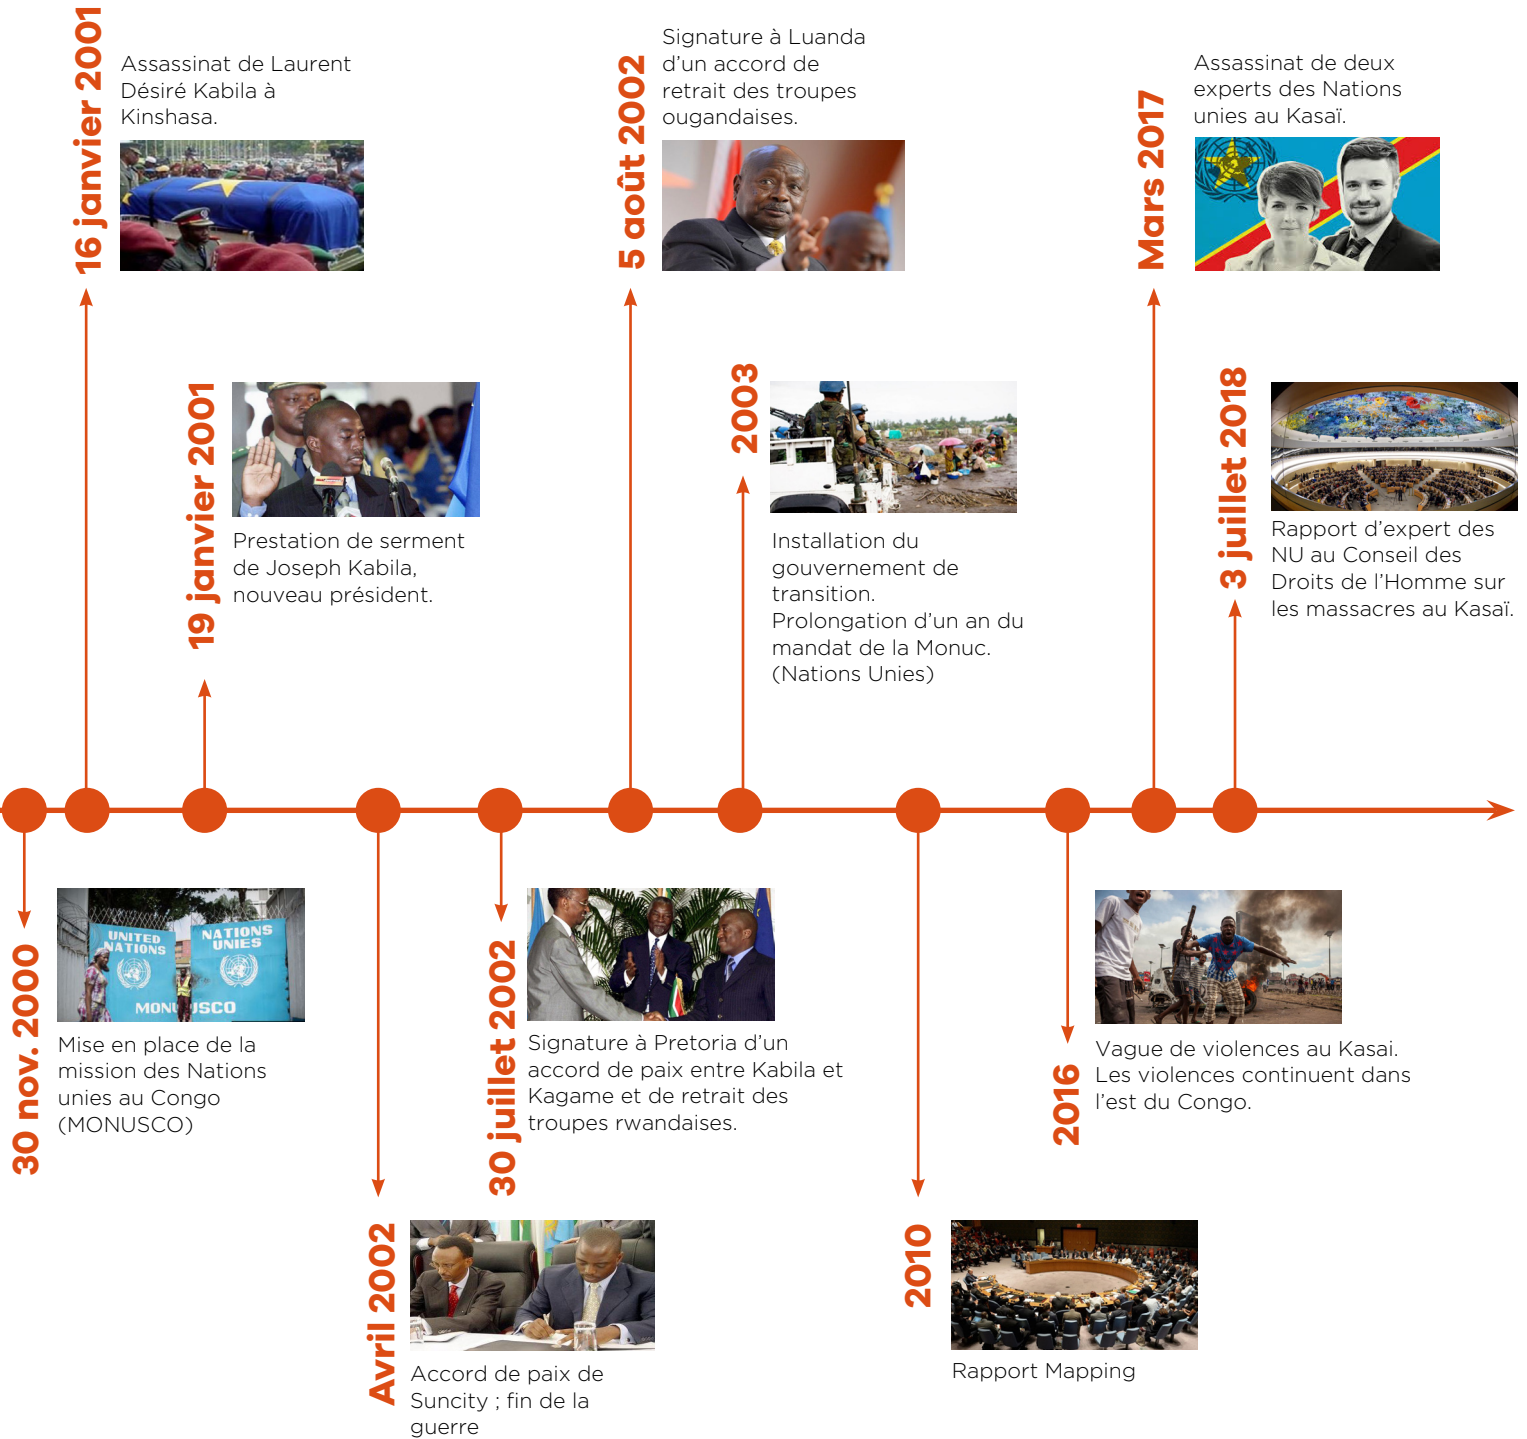 16 janvier 2001
Assassinat de Laurent
Désiré Kabila à
Kinshasa.
5 août 2002
Signature à Luanda
d’un accord de
retrait des troupes
ougandaises.
Mars 2017
Assassinat de deux
experts des Nations
unies au Kasaï.
19 janvier 2001
Prestation de serment
de Joseph Kabila,
nouveau président.
2003
Installation du
gouvernement de
transition.
Prolongation d’un an du
mandat de la Monuc.
(Nations Unies)
3 juillet 2018
Rapport d’expert des
NU au Conseil des
Droits de l’Homme sur
les massacres au Kasaï.
30 nov. 2000
UNITED
NATIONS
NATIONS
UNIES
MONUSCO
Mise en place de la
mission des Nations
unies au Congo
(MONUSCO)
30 juillet 2002
Signature à Pretoria d’un
accord de paix entre Kabila et
Kagame et de retrait des
troupes rwandaises.
2016
Vague de violences au Kasai.
Les violences continuent dans
l’est du Congo.
Avril 2002
Accord de paix de
Suncity ; fin de la
guerre
2010
Rapport Mapping